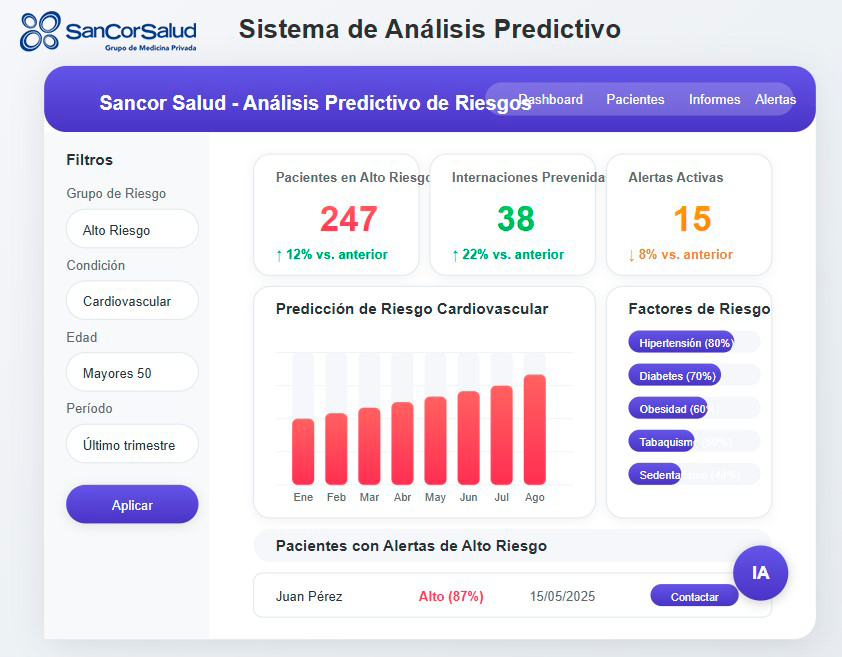 SanCorSalud
Grupo de Medicina Privada
Sistema de Análisis Predictivo
Sancor Salud - Análisis Predictivo de Riesgos
Dashboard Pacientes Informes Alertas
Filtros
Grupo de Riesgo
Alto Riesgo
Condición
Cardiovascular
Edad
Mayores 50
Período
Último trimestre
Aplicar
Pacientes en Alto Riesgo
247
↑ 12% vs. anterior
Internaciones Prevenidas
38
↑ 22% vs. anterior
Alertas Activas
15
↓ 8% vs. anterior
Predicción de Riesgo Cardiovascular
Ene Feb Mar Abr May Jun Jul Ago
Factores de Riesgo
Hipertensión (80%)
Diabetes (70%)
Obesidad (60%)
Tabaquismo (50%)
Sedentarismo (40%)
Pacientes con Alertas de Alto Riesgo
Juan Pérez Alto (87%) 15/05/2025 Contactar
IA